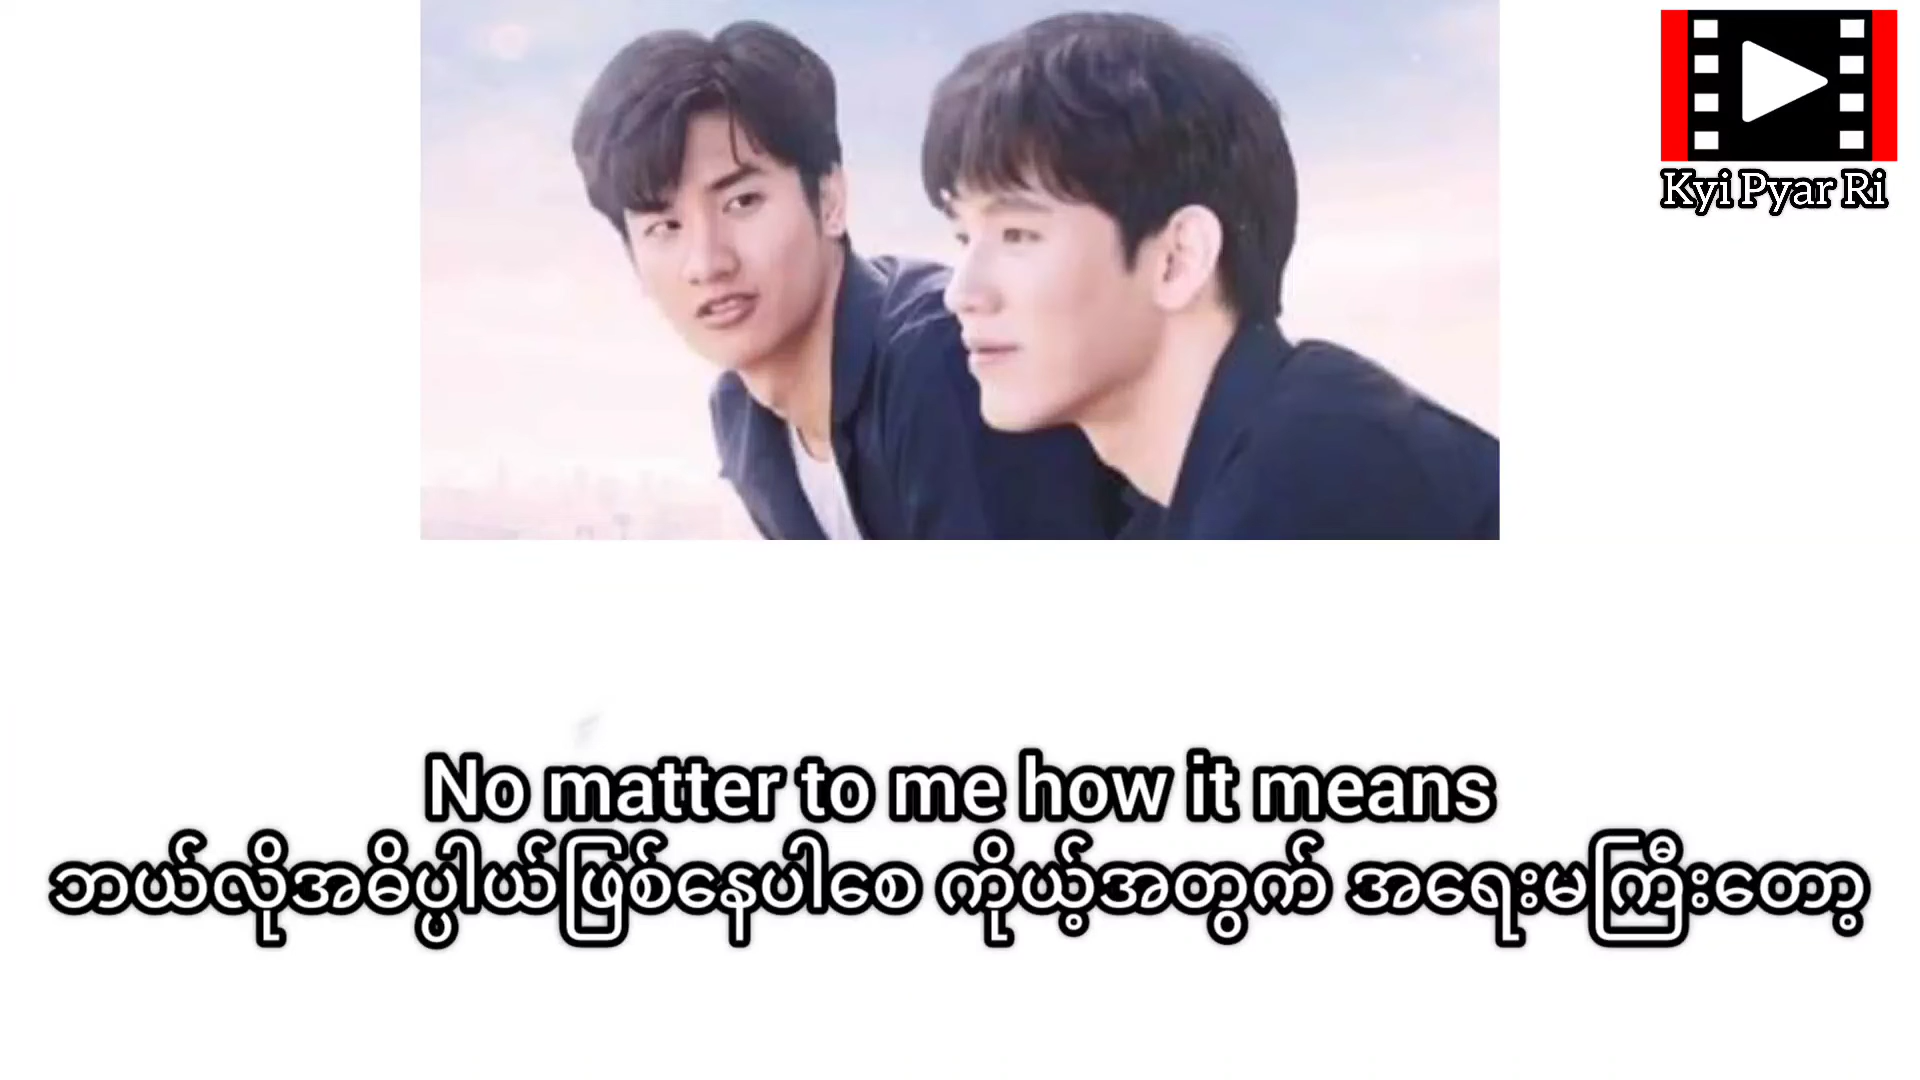 Kyi Pyar Ri
No matter to me how it means
ဘယ်လိုအဓိပ္ပါယ်ဖြစ်နေပါစေ ကိုယ့်အတွက် အရေးမကြီးတော့